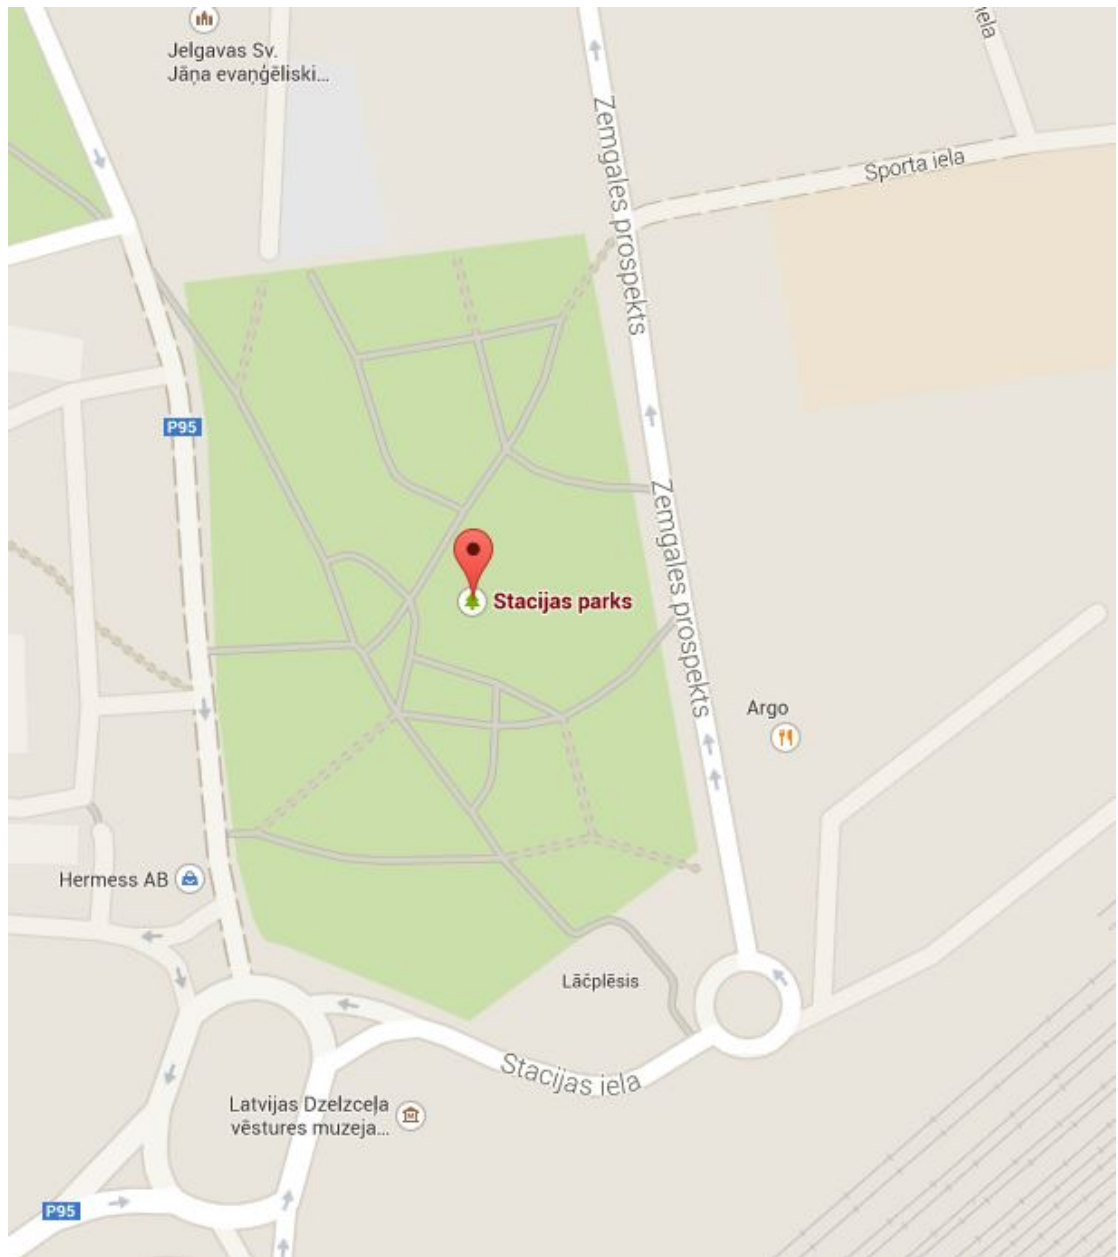 Jelgavas Sv.
Jāņa evaņģēliski...
iela
Zemgales prospekts
Sporta iela
P95
Zemgales prospekts
Stacijas parks
Argo
Hermess AB
Lāčplēsis
Stacijas iela
Latvijas Dzelzceļa
vēstures muzeja...
P95